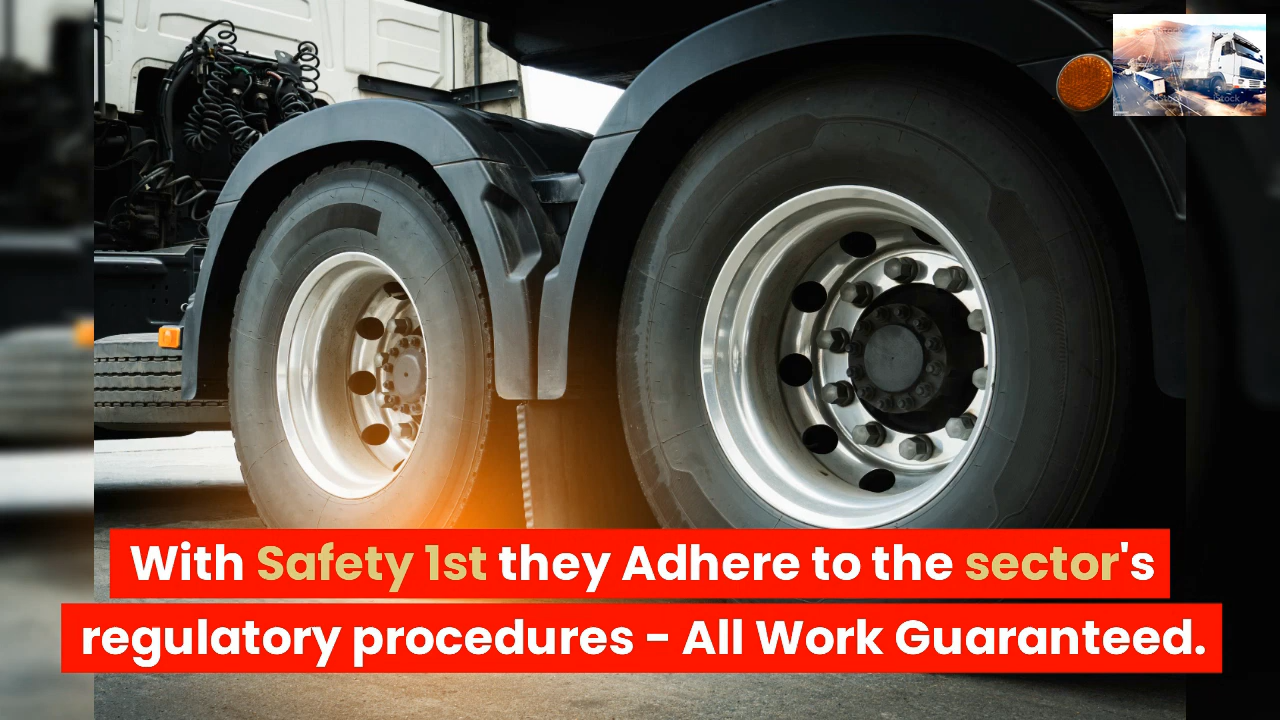 With Safety 1st they Adhere to the sector's
regulatory procedures - All Work Guaranteed.